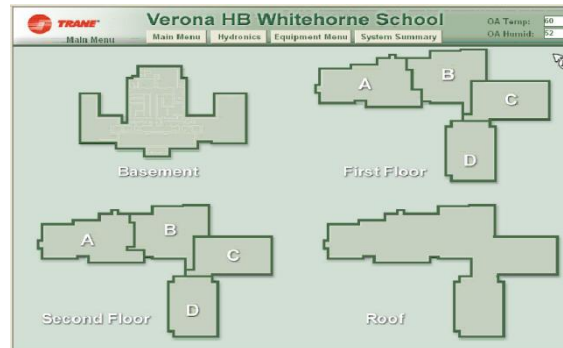 TRANE
Verona HB Whitehorne School
OA Temp: 60
Main Menu
Main Menu Hydronics Equipment Menu System Summary
OA Humid: 52
A B C D
Basement
First Floor
A B C D
Second Floor
Roof